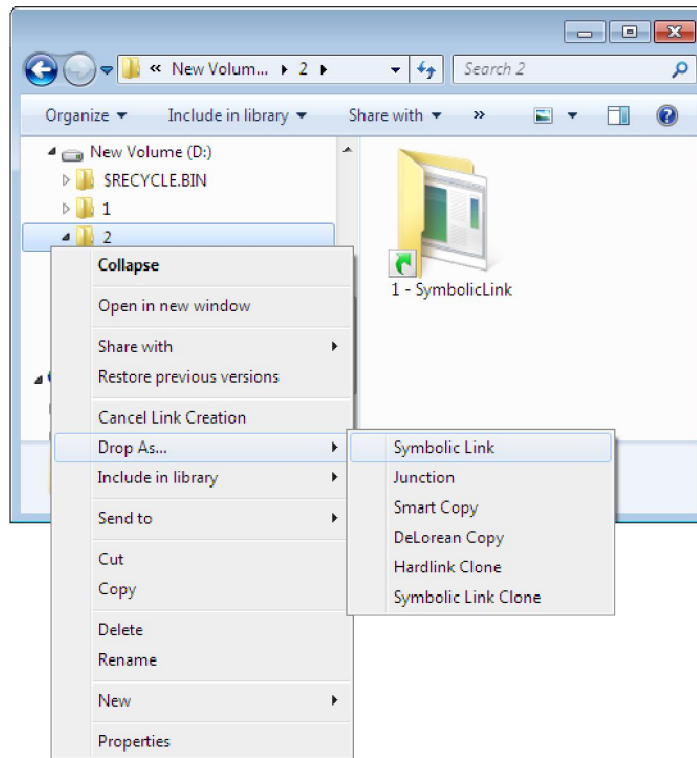 « New Volum... 2
Search 2
Organize
Include in library
Share with
»
New Volume (D:)
$RECYCLE.BIN
1
2
1 - SymbolicLink
Collapse
Open in new window
Share with
Restore previous versions
Cancel Link Creation
Drop As...
Include in library
Send to
Cut
Copy
Delete
Rename
New
Properties
Symbolic Link
Junction
Smart Copy
DeLorean Copy
Hardlink Clone
Symbolic Link Clone